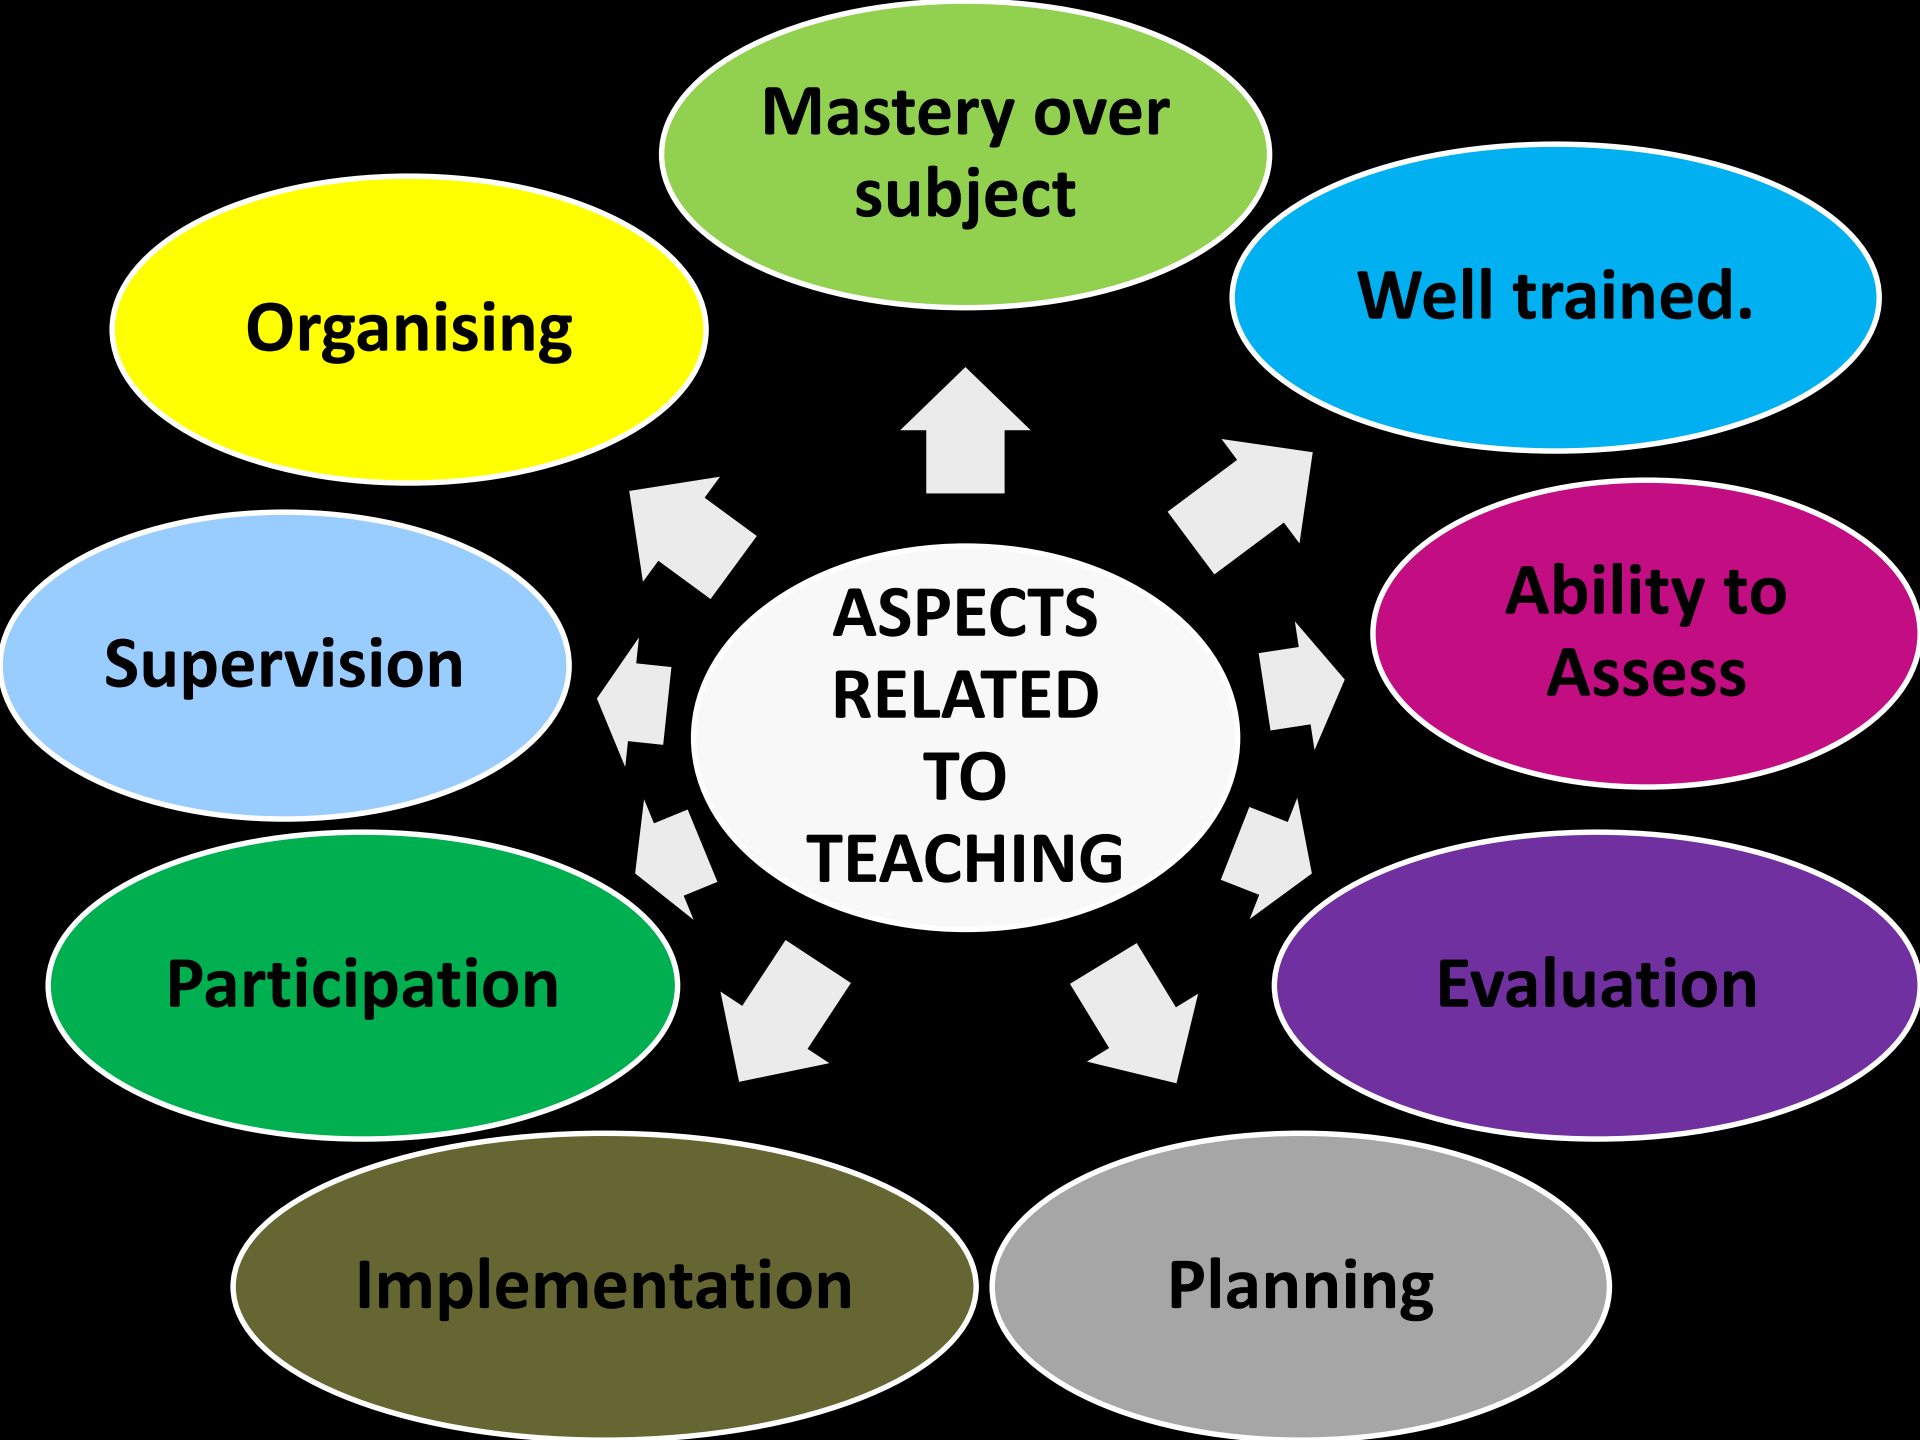 Mastery over
subject
Well trained.
Organising
Ability to
Assess
Supervision
ASPECTS
RELATED
TO
TEACHING
Evaluation
Participation
Implementation
Planning